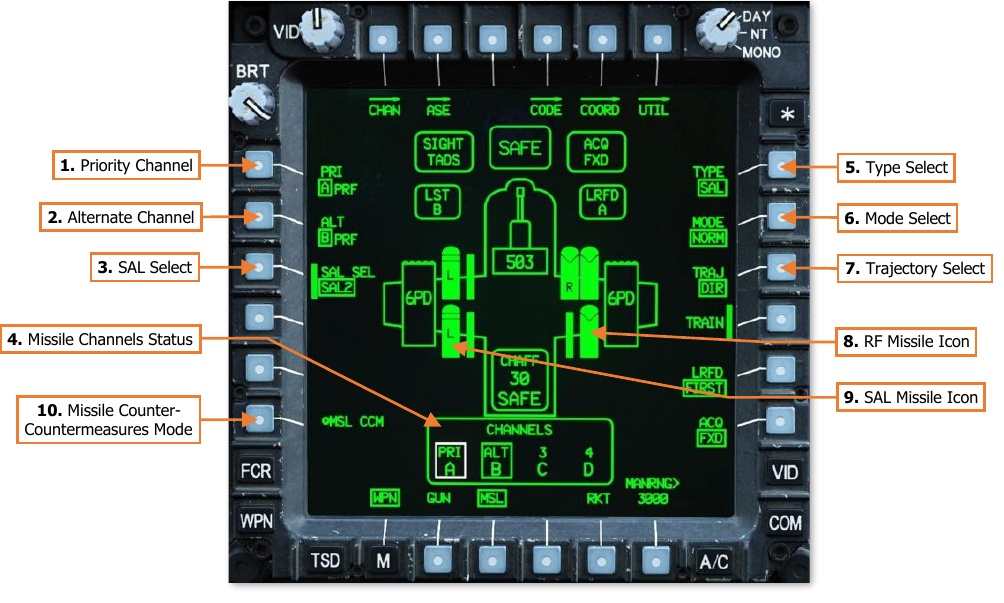 VID
DAY
NT
MONO
BRT
CHAN
ASE
CODE
COORD
UTIL
*
SIGHT
TADS
SAFE
ACQ
FXD
1. Priority Channel
5. Type Select
PRI
A PRF
TYPE
SAL
LST
B
LRFD
A
2. Alternate Channel
6. Mode Select
ALT
B PRF
MODE
NORM
503
3. SAL Select
7. Trajectory Select
SAL SEL
SAL2
TRAJ
DIR
L
R
6PD
6PD
TRAIN
L
4. Missile Channels Status
8. RF Missile Icon
CHAFF
30
SAFE
LRFD
FIRST
9. SAL Missile Icon
10. Missile Counter-
Countermeasures Mode
MSL CCM
ACQ
FXD
CHANNELS
PRI
A
ALT
B
3
C
4
D
FCR
VID
MANRNG>
3000
WPN
GUN
MSL
RKT
WPN
COM
TSD
M
A/C